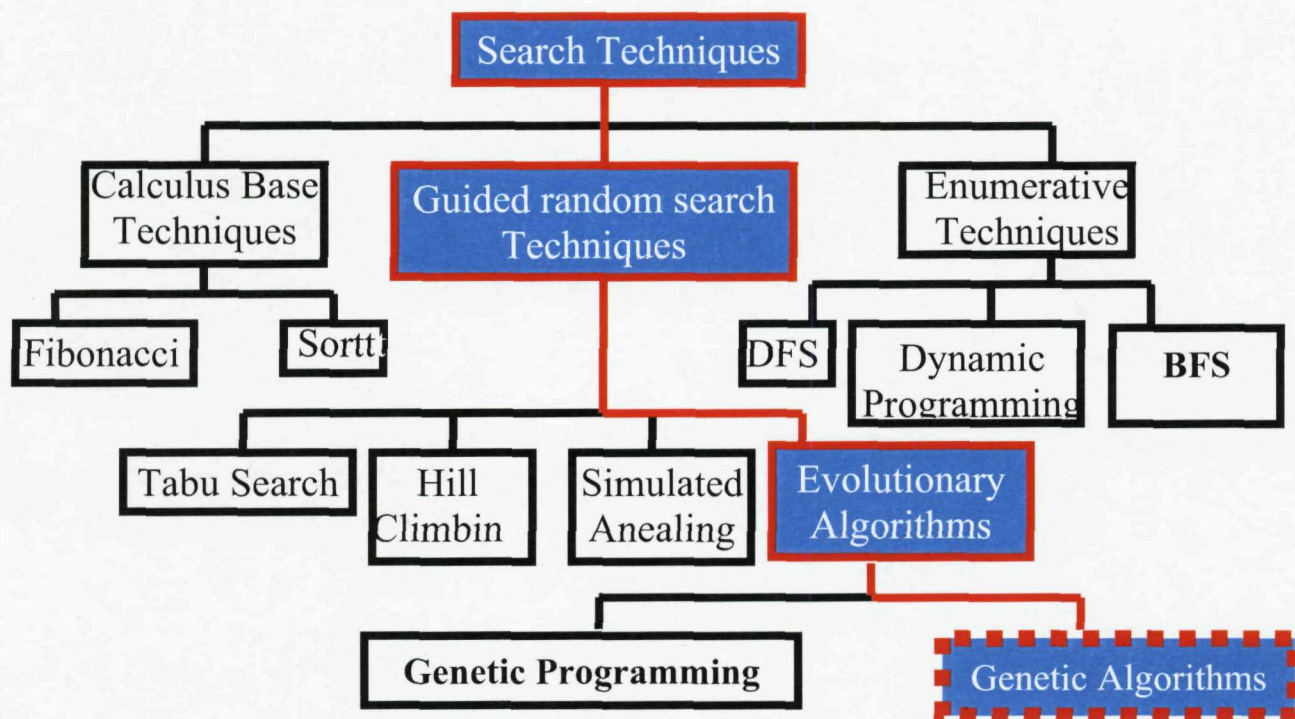 Search Techniques
Calculus Base
Techniques
Guided random search
Techniques
Enumerative
Techniques
Fibonacci
Sorttt
DFS
Dynamic
Programming
BFS
Tabu Search
Hill
Climbin
Simulated
Anealing
Evolutionary
Algorithms
Genetic Programming
Genetic Algorithms